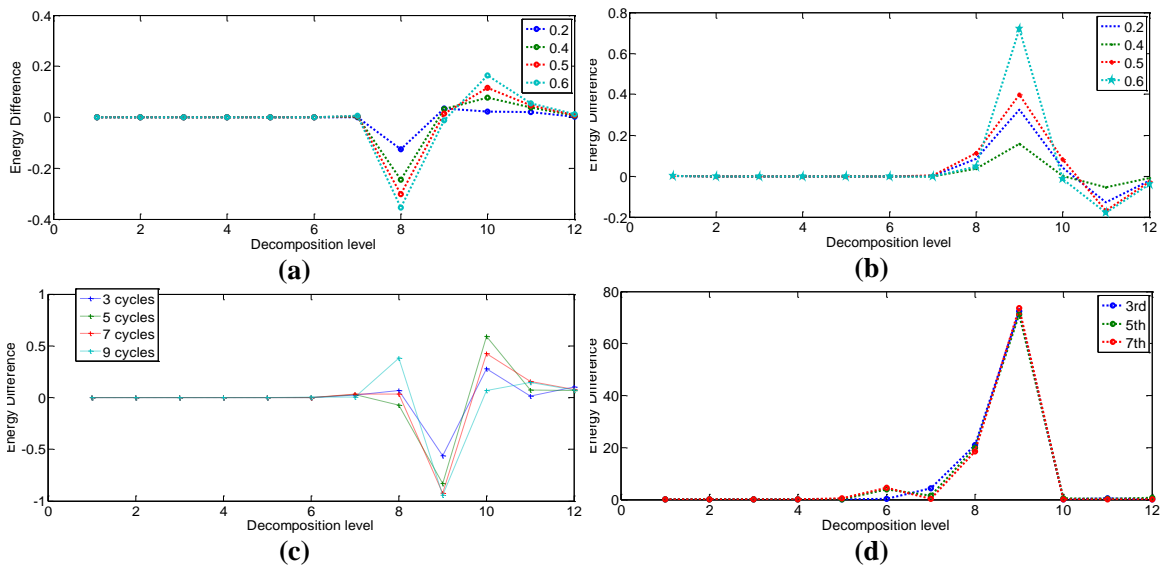 0.4
0.2
0
-0.2
-0.4
Energy Difference
0 2 4 6 8 10 12
Decomposition level
0.2
0.4
0.5
0.6
(a)
0.8
0.6
0.4
0.2
0
-0.2
Energy Difference
0 2 4 6 8 10 12
Decomposition level
0.2
0.4
0.5
0.6
(b)
1
0.5
0
-0.5
-1
Energy Difference
0 2 4 6 8 10 12
Decomposition level
3 cycles
5 cycles
7 cycles
9 cycles
(c)
80
60
40
20
0
Energy Difference
0 2 4 6 8 10 12
Decomposition level
3rd
5th
7th
(d)